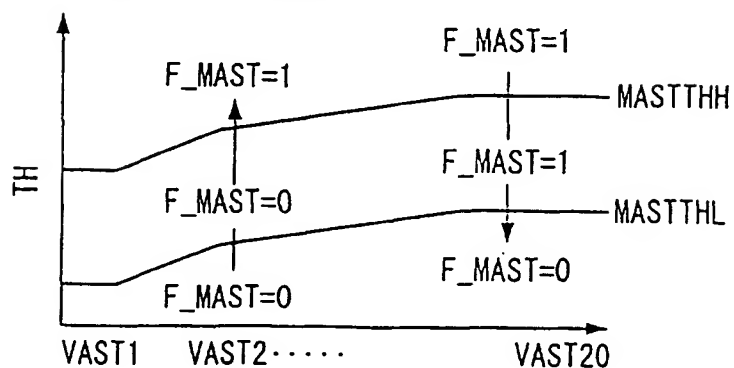 F_MAST=1
F_MAST=1
MASTTHH
TH
F_MAST=1
F_MAST=0
MASTTHL
F_MAST=0
F_MAST=0
VAST1 VAST2····· VAST20